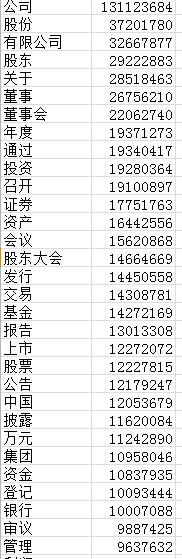 公司 131123684
股份 37201780
有限公司 32667877
股东 29222883
关于 28518463
董事 26756210
董事会 22062740
年度 19371273
通过 19340417
投资 19280364
召开 19100897
证券 17751763
资产 16442556
会议 15620868
股东大会 14664669
发行 14450558
交易 14308781
基金 14272169
报告 13013308
上市 12272072
股票 12227815
公告 12179247
中国 12053679
披露 11620084
万元 11242890
集团 10958046
资金 10837935
登记 10093444
银行 10007088
审议 9887425
管理 9637632